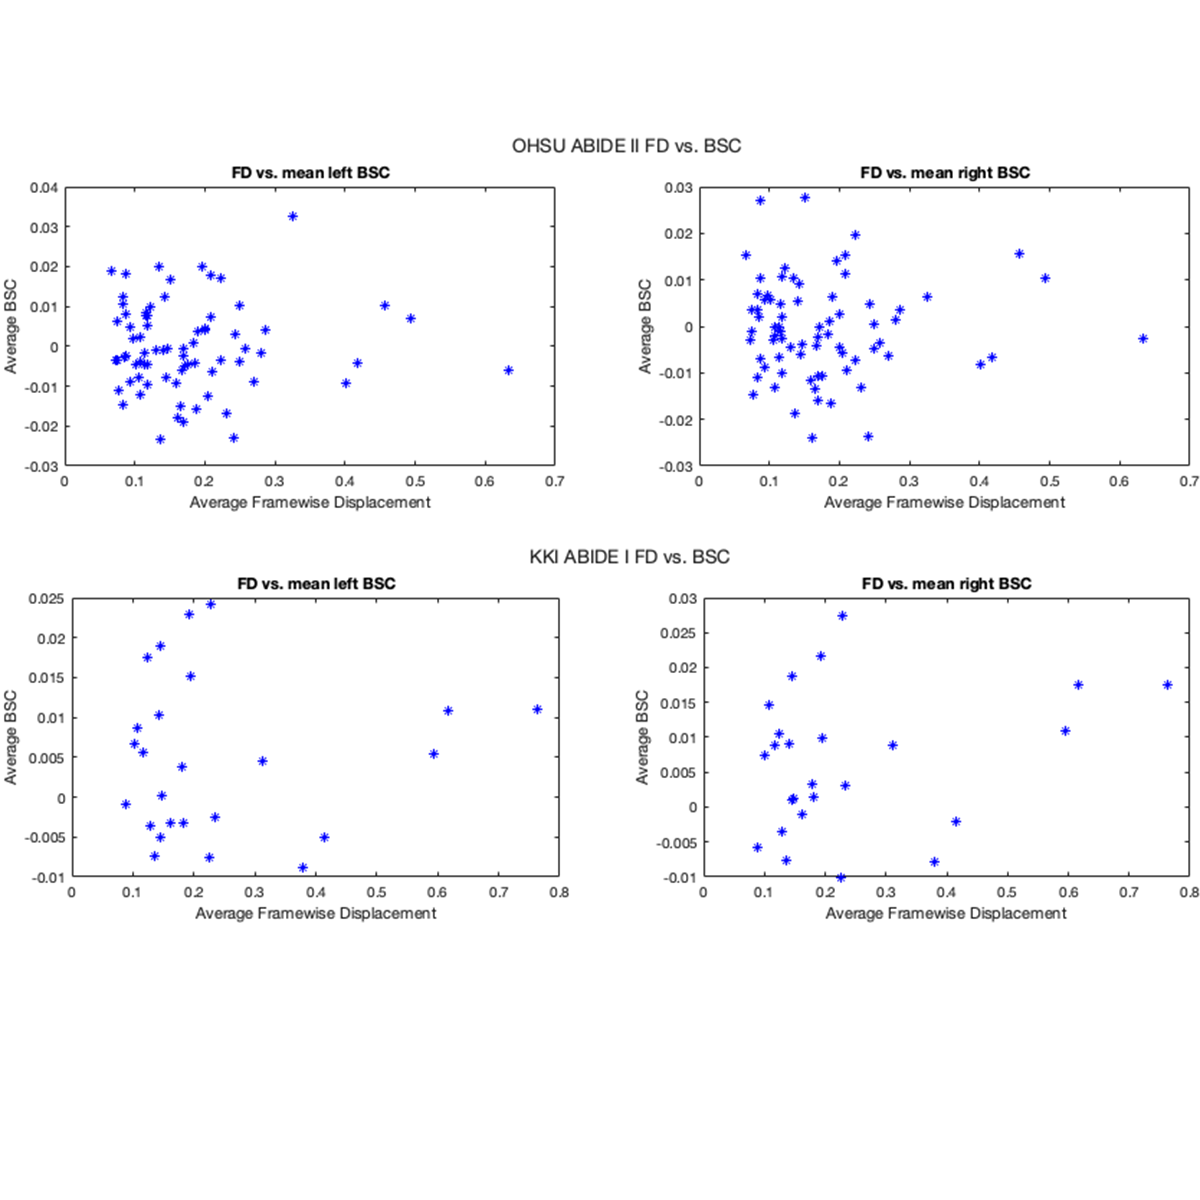 OHSU ABIDE II FD vs. BSC
FD vs. mean left BSC
0.04
0.03
0.02
0.01
0
-0.01
-0.02
-0.03
Average BSC
0 0.1 0.2 0.3 0.4 0.5 0.6 0.7
Average Framewise Displacement
FD vs. mean right BSC
0.03
0.02
0.01
0
-0.01
-0.02
-0.03
Average BSC
0 0.1 0.2 0.3 0.4 0.5 0.6 0.7
Average Framewise Displacement
KKI ABIDE I FD vs. BSC
FD vs. mean left BSC
0.025
0.02
0.015
0.01
0.005
0
-0.005
-0.01
Average BSC
0 0.1 0.2 0.3 0.4 0.5 0.6 0.7 0.8
Average Framewise Displacement
FD vs. mean right BSC
0.03
0.025
0.02
0.015
0.01
0.005
0
-0.005
-0.01
Average BSC
0 0.1 0.2 0.3 0.4 0.5 0.6 0.7 0.8
Average Framewise Displacement